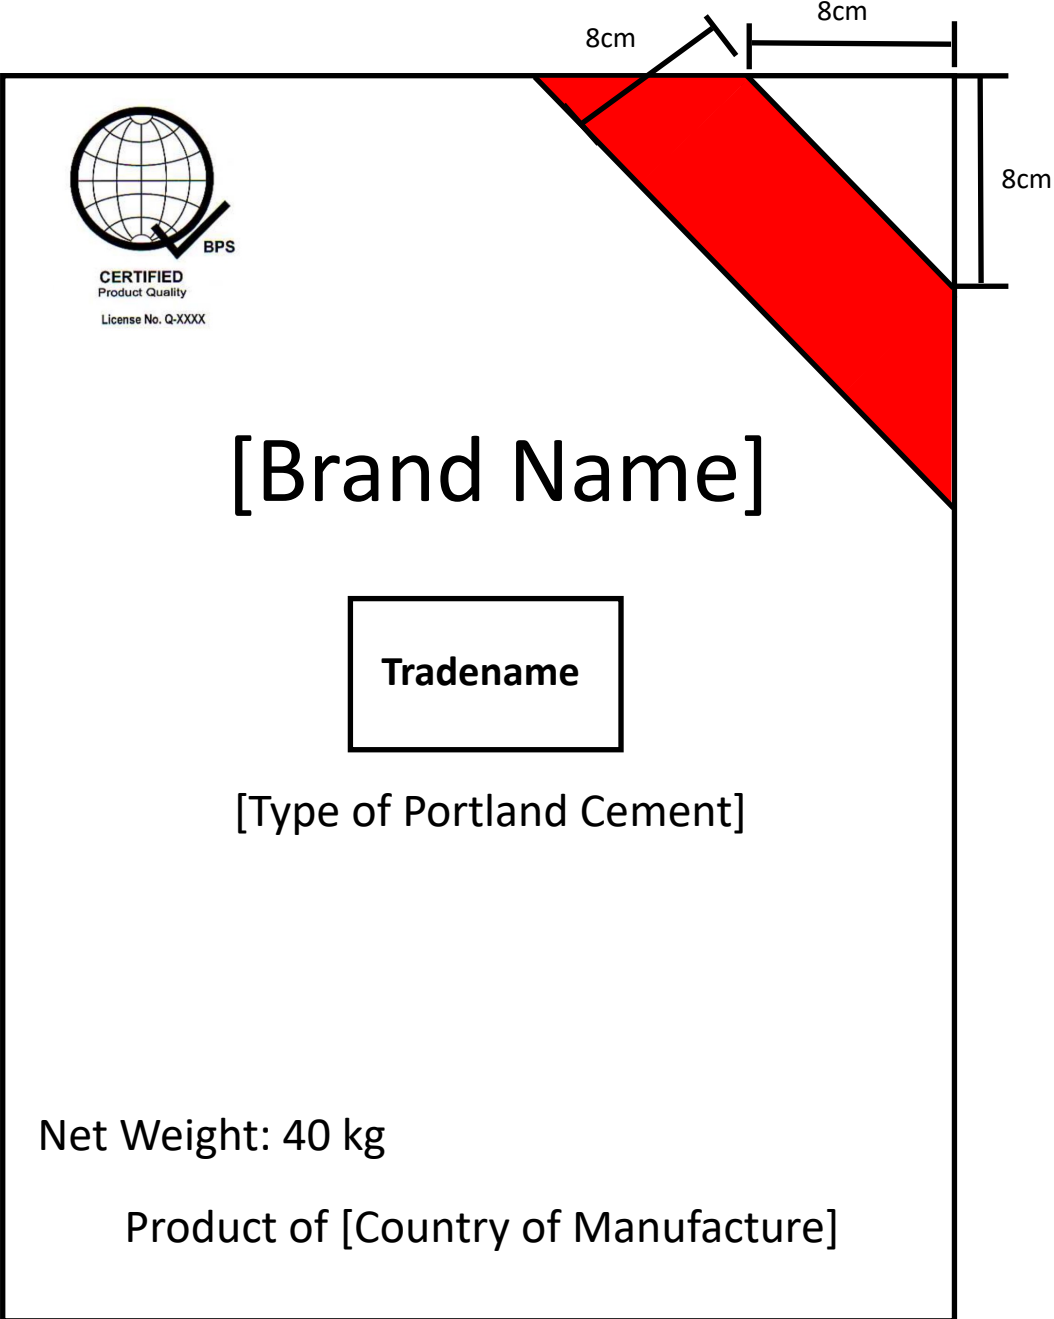 8cm
8cm
8cm
BPS
CERTIFIED
Product Quality
License No. Q-XXXX
[Brand Name]
Tradename
[Type of Portland Cement]
Net Weight: 40 kg
Product of [Country of Manufacture]